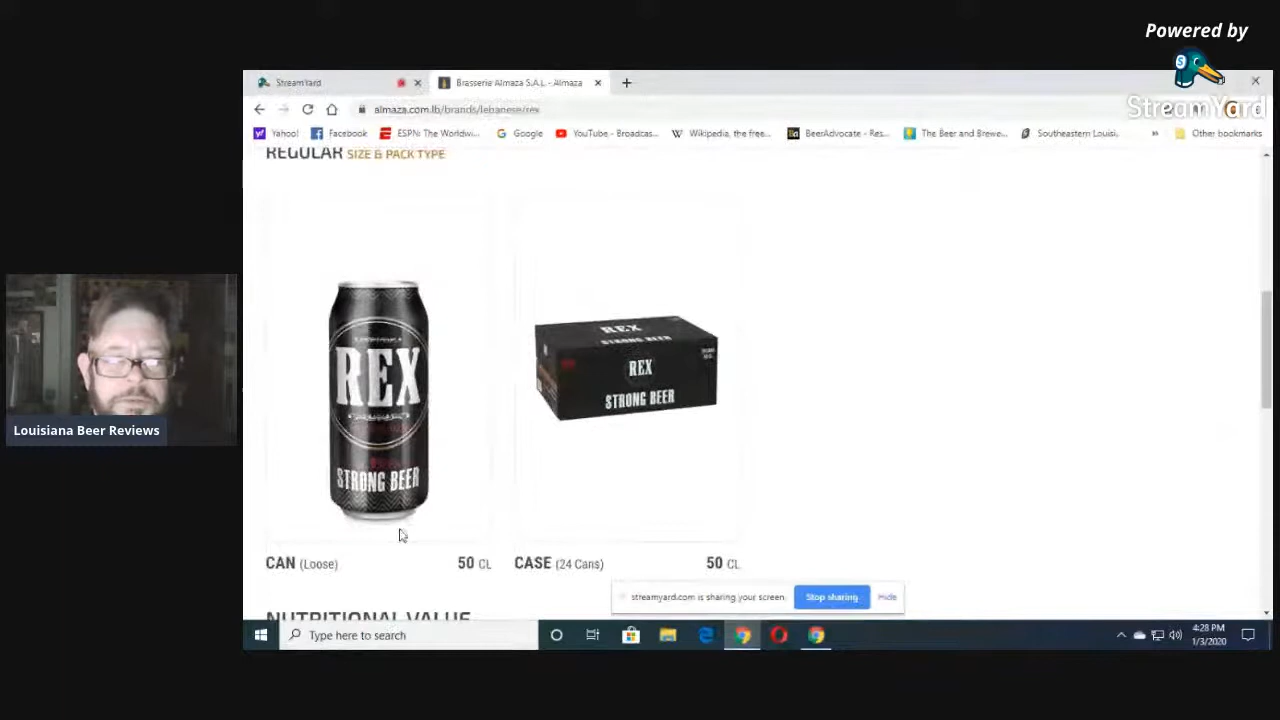 Powered by
StreamYard
StreamYard
Brasserie Almaza S.A.L - Almaza
almaza.com.lb/brands/lebanese/rex
Yahoo!
Facebook
ESPN: The Worldwi...
Google
YouTube - Broadcas...
Wikipedia, the free...
BeerAdvocate - Res...
The Beer and Brewe...
Southeastern Louisi...
Other bookmarks
REGULAR SIZE & PACK TYPE
REX
STRONG BEER
REX
STRONG BEER
REX
STRONG BEER
Louisiana Beer Reviews
CAN (Loose) 50 CL
CASE (24 Cans) 50 CL
NUTRITIONAL VALUE
streamyard.com is sharing your screen.
Stop sharing
Hide
Type here to search
4:28 PM
1/3/2020